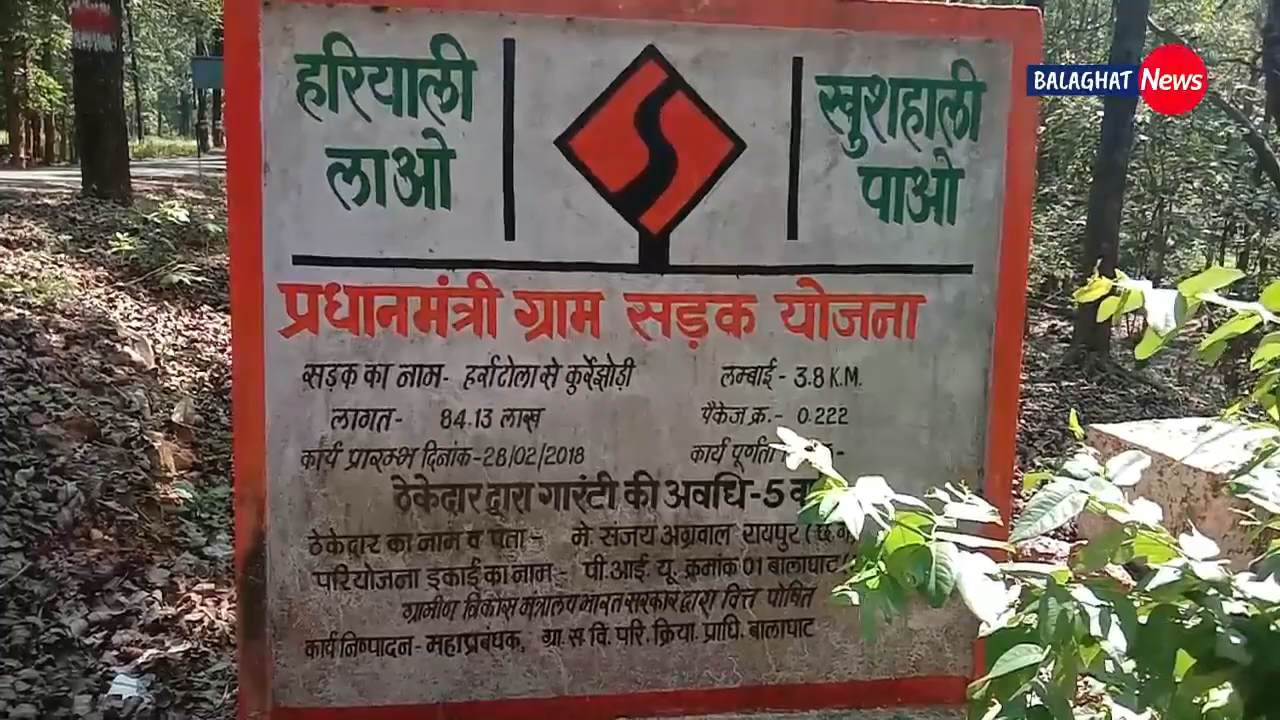 हरियाली
लाओ
खुशहाली
पाओ
BALAGHAT News
प्रधानमंत्री ग्राम सड़क योजना
सड़क का नाम- हर्राटोला से कुर्रेझोड़ी लम्बाई - 3.8 K.M.
लागत- 84.13 लाख पैकेज क्र.- 0.222
कार्य प्रारम्भ दिनांक-28/02/2018 कार्य पूर्णता -
ठेकेदार द्वारा गारंटी की अवधि-5
ठेकेदार का नाम व पता - मे. संजय अग्रवाल रायपुर
परियोजना इकाई का नाम- पी.आई. यू. क्रमांक 01 बालाघाट
ग्रामीण विकास मंत्रालय भारत सरकार द्वारा वित्त पोषित
कार्य निष्पादन- महाप्रबंधक, ग्रा. स. वि. परि. क्रिया. प्राधि. बालाघाट